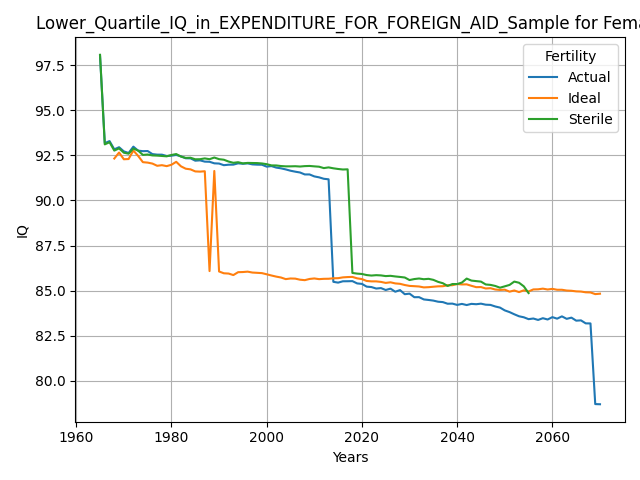 Lower_Quartile_IQ_in_EXPENDITURE_FOR_FOREIGN_AID_Sample for Fema
97.5
95.0
92.5
90.0
87.5
85.0
82.5
80.0
IQ
Fertility
Actual
Ideal
Sterile
1960 1980 2000 2020 2040 2060
Years